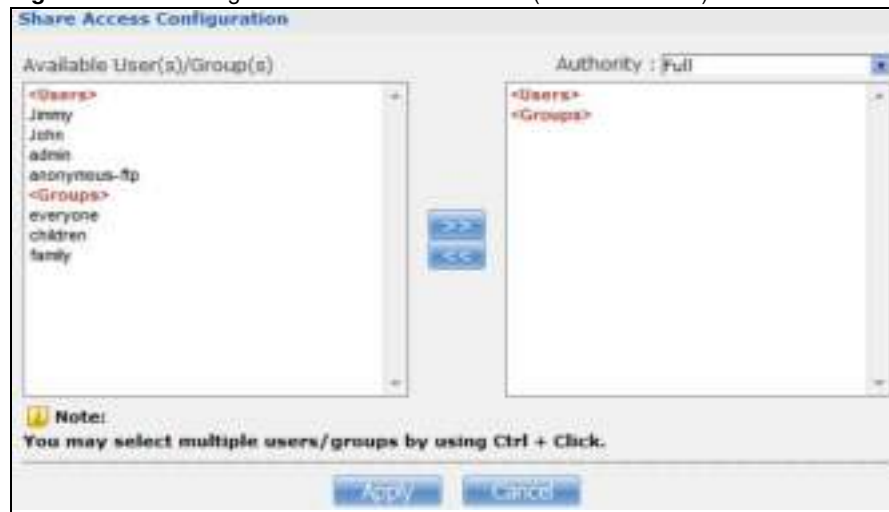 Share Access Configuration
Available User(s)/Group(s)
Authority : Full
<Users>
Jimmy
John
admin
anonymous-ftp
<Groups>
everyone
children
family
>>
<<
<Users>
<Groups>
Note:
You may select multiple users/groups by using Ctrl + Click.
Apply Cancel